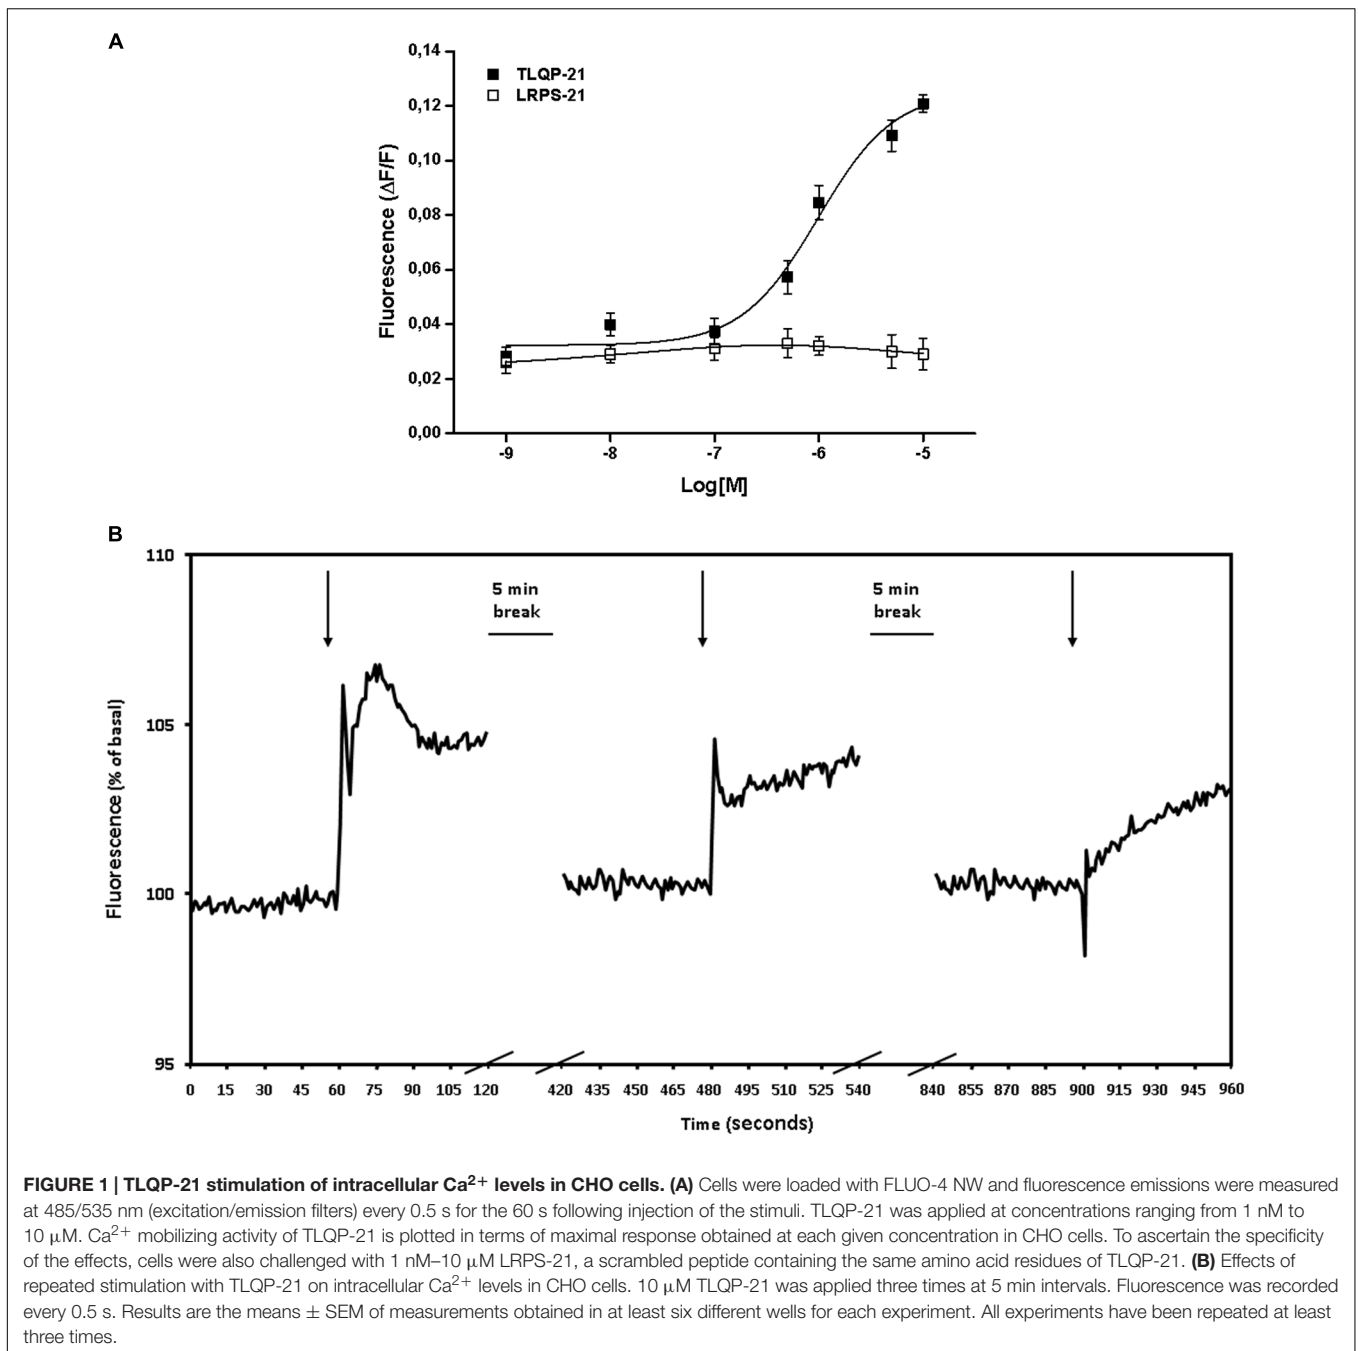 A
0,14
0,12
0,10
0,08
0,06
0,04
0,02
0,00
Fluorescence (ΔF/F)
TLQP-21
LRPS-21
-9 -8 -7 -6 -5
Log[M]
B
110
105
100
95
Fluorescence (% of basal)
5 min
break
5 min
break
0 15 30 45 60 75 90 105 120 420 435 450 465 480 495 510 525 540 840 855 870 885 900 915 930 945 960
Time (seconds)
FIGURE 1 | TLQP-21 stimulation of intracellular Ca²⁺ levels in CHO cells. (A) Cells were loaded with FLUO-4 NW and fluorescence emissions were measured
at 485/535 nm (excitation/emission filters) every 0.5 s for the 60 s following injection of the stimuli. TLQP-21 was applied at concentrations ranging from 1 nM to
10 μM. Ca²⁺ mobilizing activity of TLQP-21 is plotted in terms of maximal response obtained at each given concentration in CHO cells. To ascertain the specificity
of the effects, cells were also challenged with 1 nM–10 μM LRPS-21, a scrambled peptide containing the same amino acid residues of TLQP-21. (B) Effects of
repeated stimulation with TLQP-21 on intracellular Ca²⁺ levels in CHO cells. 10 μM TLQP-21 was applied three times at 5 min intervals. Fluorescence was recorded
every 0.5 s. Results are the means ± SEM of measurements obtained in at least six different wells for each experiment. All experiments have been repeated at least
three times.